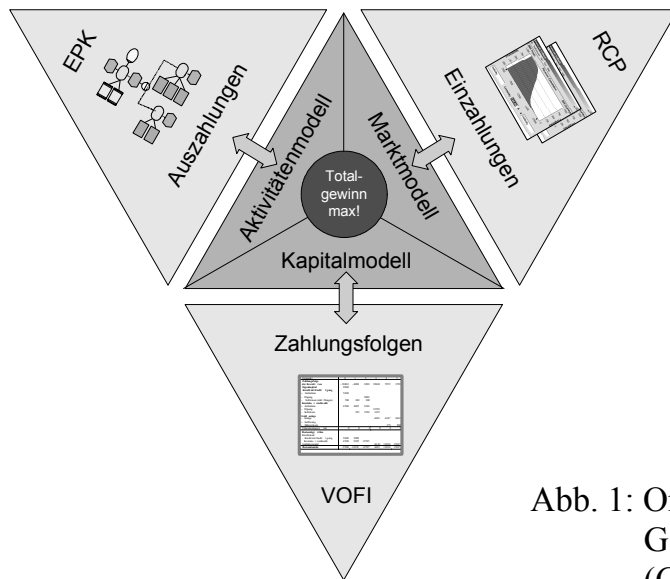 EPK
Auszahlungen
Aktivitätenmodell
Marktmodell
Einzahlungen
RCP
Total-
gewinn
max!
Kapitalmodell
Zahlungsfolgen
VOFI
Abb. 1:
G
(